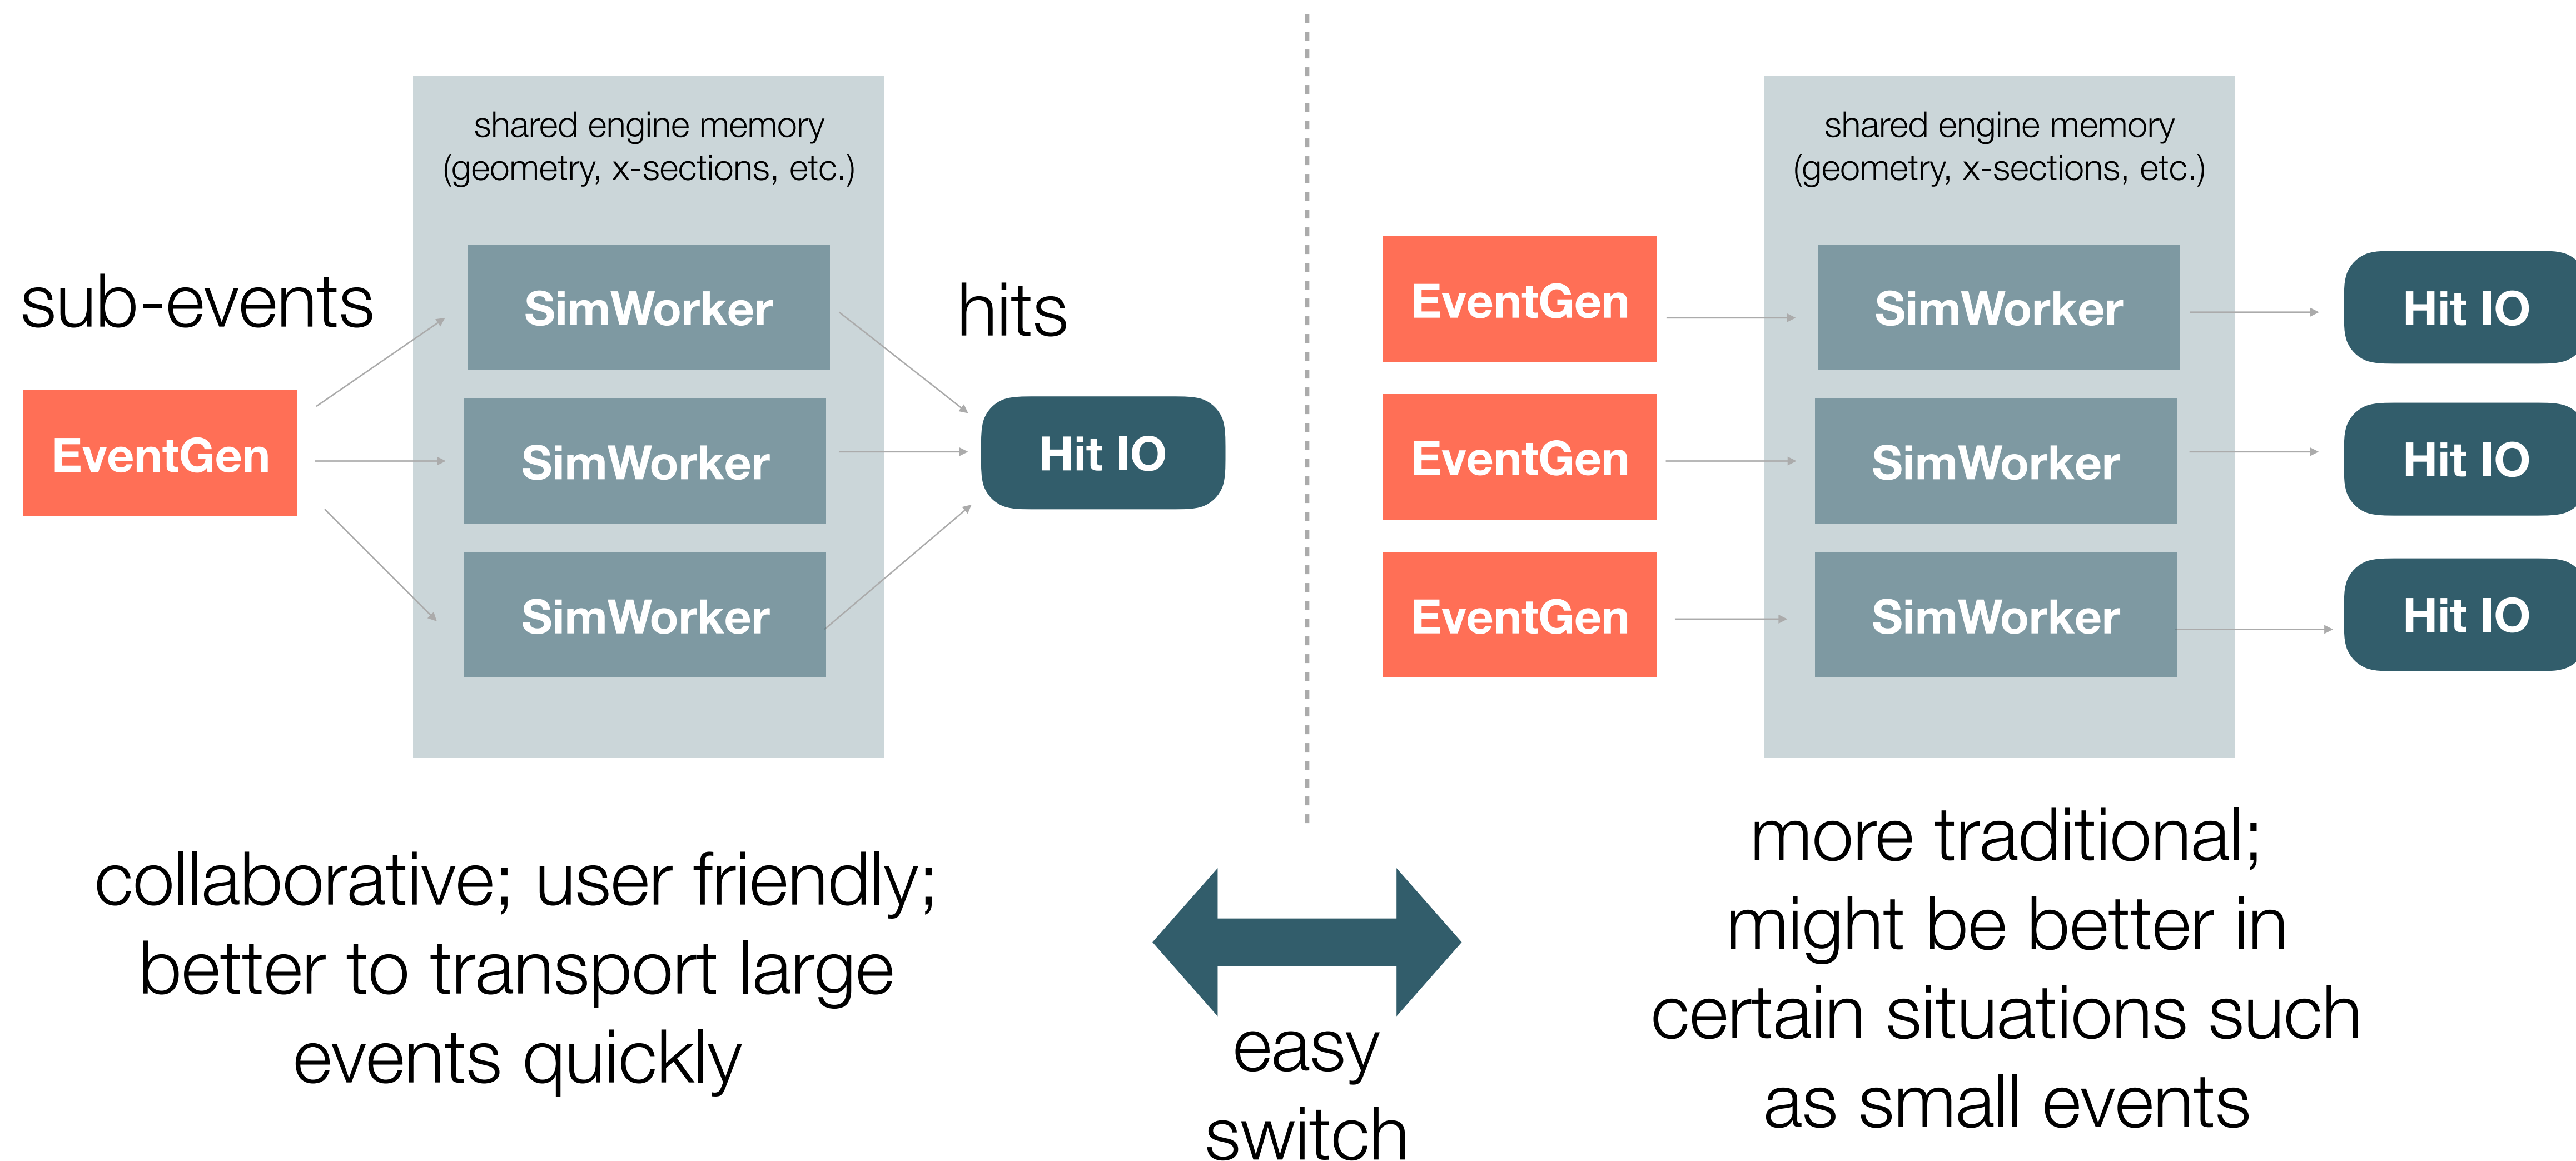 shared engine memory
(geometry, x-sections, etc.)
sub-events
EventGen
SimWorker
SimWorker
SimWorker
hits
Hit IO
collaborative; user friendly;
better to transport large
events quickly
easy
switch
shared engine memory
(geometry, x-sections, etc.)
EventGen
SimWorker
Hit IO
EventGen
SimWorker
Hit IO
EventGen
SimWorker
Hit IO
more traditional;
might be better in
certain situations such
as small events